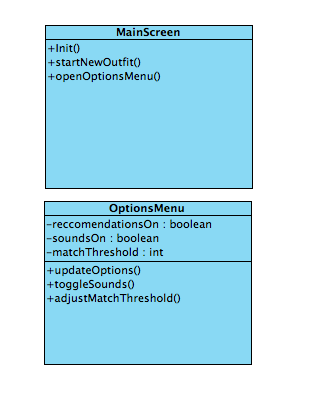 MainScreen
+Init()
+startNewOutfit()
+openOptionsMenu()
OptionsMenu
-reccomendationsOn : boolean
-soundsOn : boolean
-matchThreshold : int
+updateOptions()
+toggleSounds()
+adjustMatchThreshold()